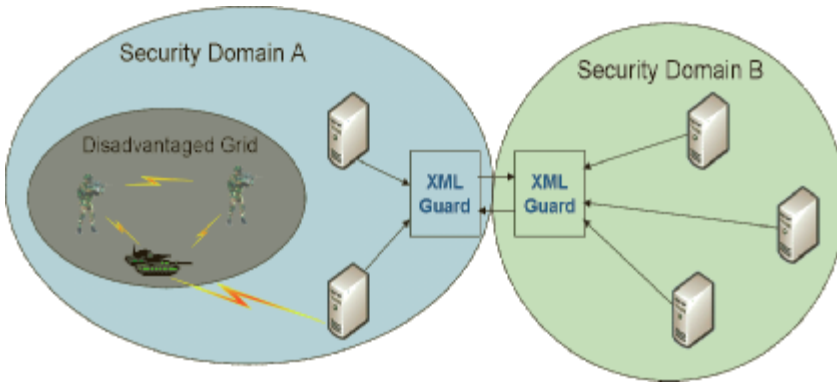 Security Domain A
Security Domain B
Disadvantaged Grid
XML
Guard
XML
Guard